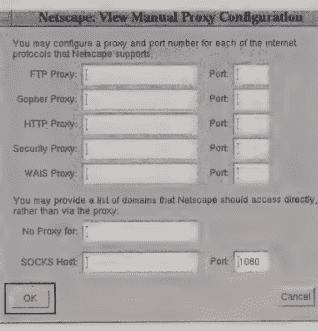 Netscape: View Manual Proxy Configuration
You may configure a proxy and port number for each of the internet
protocols that Netscape supports.
FTP Proxy: Port:
Gopher Proxy: Port:
HTTP Proxy: Port:
Security Proxy: Port:
WAIS Proxy: Port:
You may provide a list of domains that Netscape should access directly,
rather than via the proxy:
No Proxy for:
SOCKS Host: Port: 1080
OK Cancel